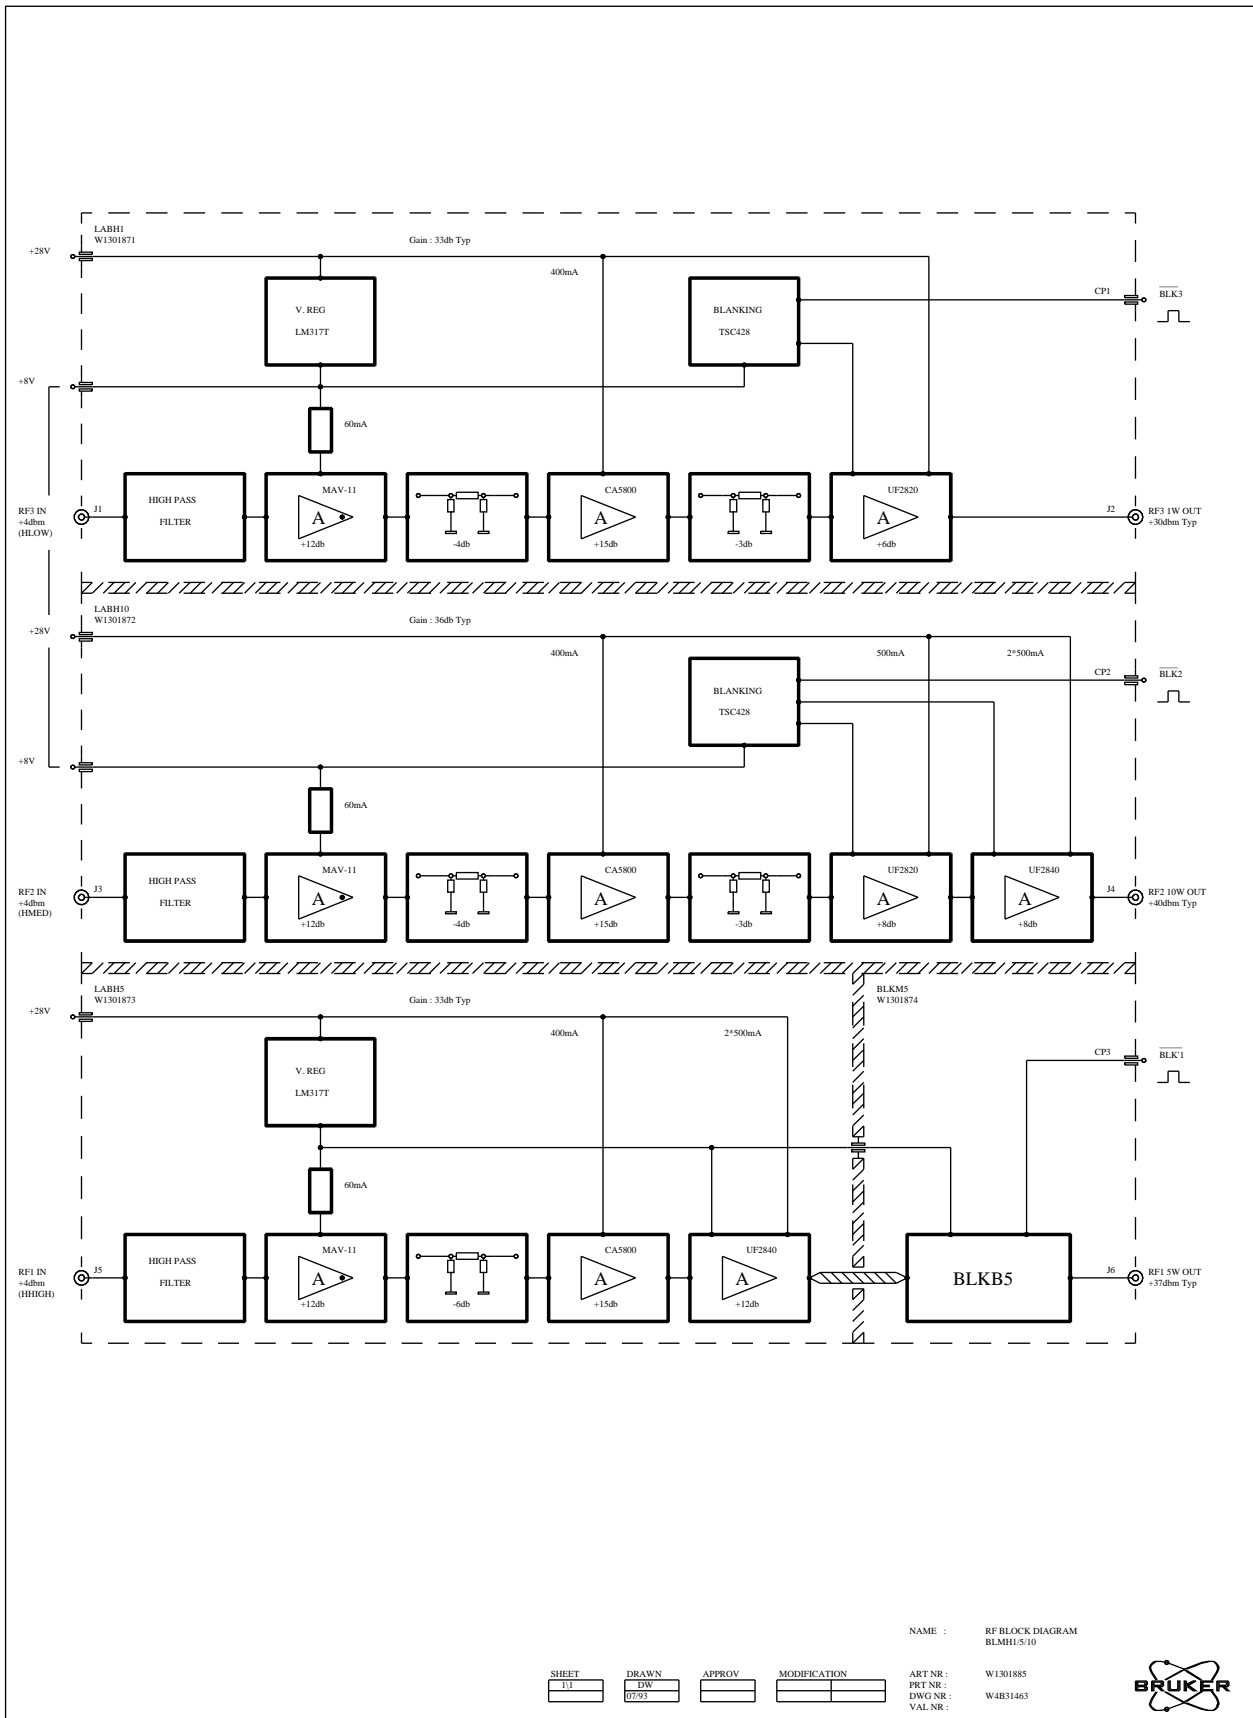 LABH1
W1301871
Gain : 33db Typ
+28V
400mA
V. REG
LM317T
BLANKING
TSC428
CP1
BLK3
+8V
60mA
HIGH PASS
FILTER
MAV-11
A
+12db
-4db
CA5800
A
+15db
-3db
UF2820
A
+6db
RF3 IN
+4dbm
(HLOW)
J1
J2
RF3 1W OUT
+30dbm Typ
LABH10
W1301872
Gain : 36db Typ
+28V
400mA
500mA
2*500mA
BLANKING
TSC428
CP2
BLK2
+8V
60mA
HIGH PASS
FILTER
MAV-11
A
+12db
-4db
CA5800
A
+15db
-3db
UF2820
A
+8db
UF2840
A
+8db
RF2 IN
+4dbm
(HMED)
J3
J4
RF2 10W OUT
+40dbm Typ
LABH5
W1301873
Gain : 33db Typ
BLKM5
W1301874
+28V
400mA
2*500mA
V. REG
LM317T
CP3
BLK'1
60mA
HIGH PASS
FILTER
MAV-11
A
+12db
-6db
CA5800
A
+15db
UF2840
A
+12db
BLKB5
RF1 IN
+4dbm
(HHIGH)
J5
J6
RF1 5W OUT
+37dbm Typ
NAME : RF BLOCK DIAGRAM
BLMH1/5/10
SHEET DRAWN APPROV MODIFICATION
1\1 DW
07/93
ART NR : W1301885
PRT NR :
DWG NR : W4B31463
VAL NR :
BRUKER